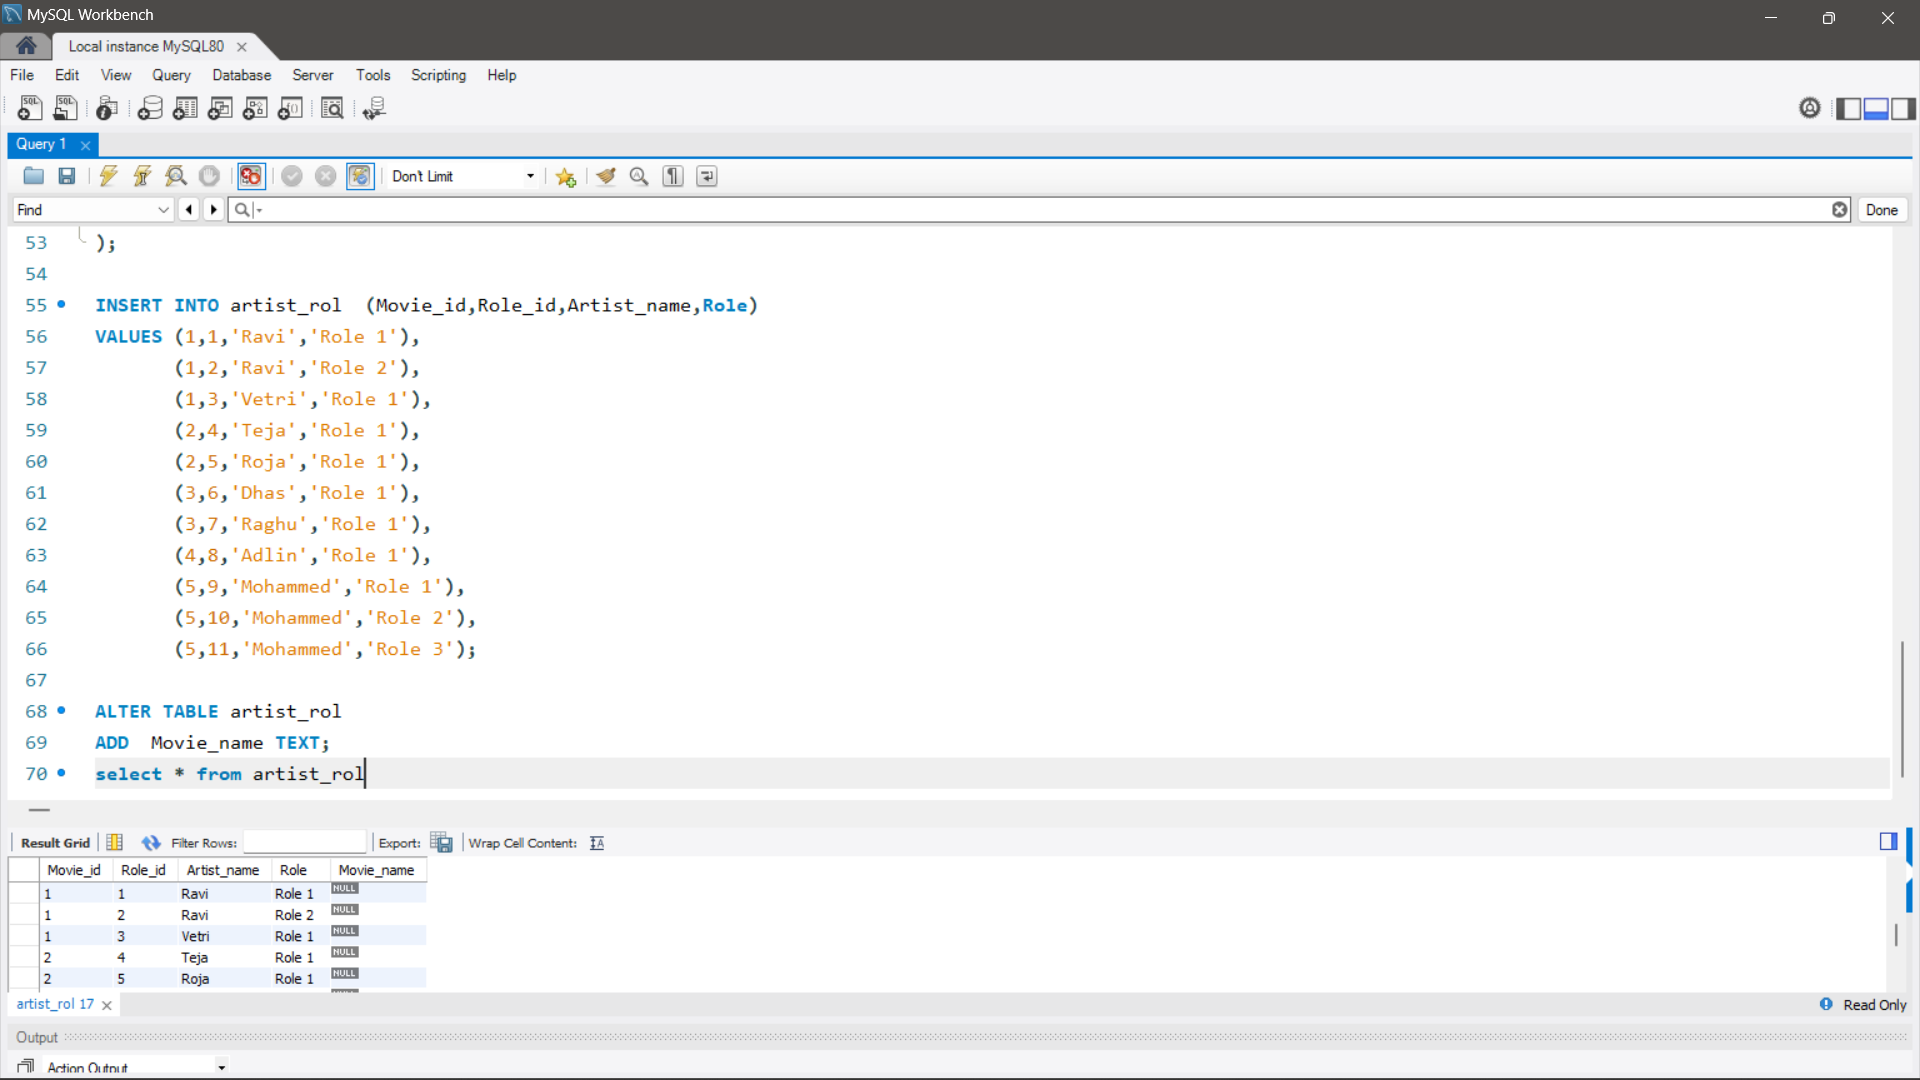 MySQL Workbench
Local instance MySQL80
File Edit View Query Database Server Tools Scripting Help
Query 1
Don't Limit
Find Done
53 );
54
55 INSERT INTO artist_rol  (Movie_id,Role_id,Artist_name,Role)
56 VALUES (1,1,'Ravi','Role 1'),
57 (1,2,'Ravi','Role 2'),
58 (1,3,'Vetri','Role 1'),
59 (2,4,'Teja','Role 1'),
60 (2,5,'Roja','Role 1'),
61 (3,6,'Dhas','Role 1'),
62 (3,7,'Raghu','Role 1'),
63 (4,8,'Adlin','Role 1'),
64 (5,9,'Mohammed','Role 1'),
65 (5,10,'Mohammed','Role 2'),
66 (5,11,'Mohammed','Role 3');
67
68 ALTER TABLE artist_rol
69 ADD  Movie_name TEXT;
70 select * from artist_rol
Result Grid Filter Rows: Export: Wrap Cell Content:
Movie_id Role_id Artist_name Role Movie_name
1 1 Ravi Role 1 NULL
1 2 Ravi Role 2 NULL
1 3 Vetri Role 1 NULL
2 4 Teja Role 1 NULL
2 5 Roja Role 1 NULL
artist_rol 17 Read Only
Output
Action Output